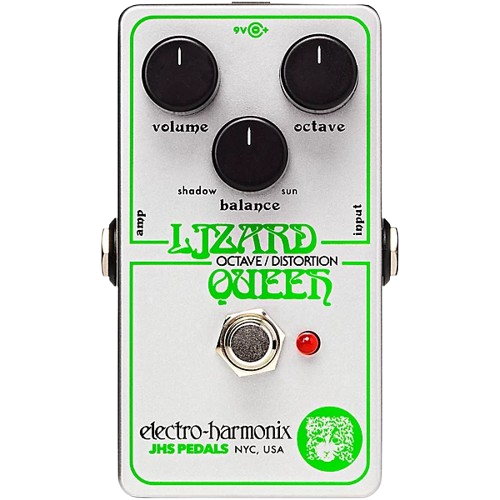 9V
volume
octave
shadow
sun
balance
amp
input
LIZARD
OCTAVE / DISTORTION
QUEEN
electro-harmonix
JHS PEDALS NYC, USA